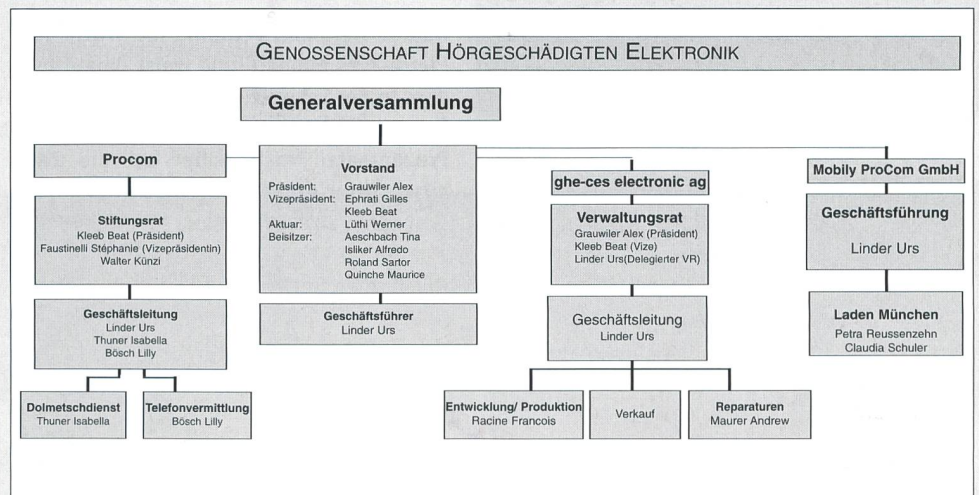 GENOSSENSCHAFT HÖRGESCHÄDIGTEN ELEKTRONIK
Generalversammlung
Procom
Stiftungsrat
Kleeb Beat (Präsident)
Faustinelli Stéphanie (Vizepräsidentin)
Walter Künzi
Geschäftsleitung
Linder Urs
Thuner Isabella
Bösch Lilly
Dolmetschdienst
Thuner Isabella
Telefonvermittlung
Bösch Lilly
Vorstand
Präsident: Grauwiler Alex
Vizepräsident: Ephrati Gilles
Kleeb Beat
Aktuar: Lüthi Werner
Beisitzer: Aeschbach Tina
Isliker Alfredo
Roland Sartor
Quinche Maurice
Geschäftsführer
Linder Urs
ghe-ces electronic ag
Verwaltungsrat
Grauwiler Alex (Präsident)
Kleeb Beat (Vize)
Linder Urs(Delegierter VR)
Geschäftsleitung
Linder Urs
Entwicklung/ Produktion
Racine Francois
Verkauf
Reparaturen
Maurer Andrew
Mobily ProCom GmbH
Geschäftsführung
Linder Urs
Laden München
Petra Reussenzehn
Claudia Schuler